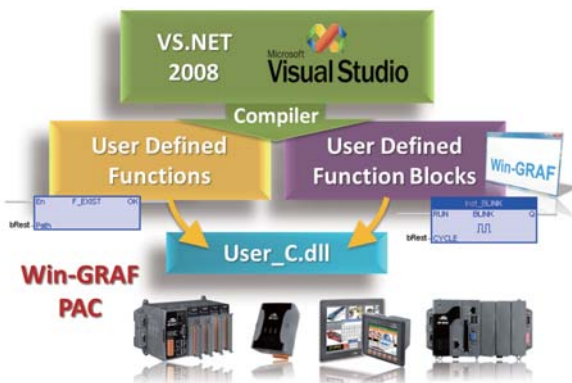 VS.NET
2008
Microsoft
Visual Studio
Compiler
User Defined
Functions
User Defined
Function Blocks
Win-GRAF
En F_EXIST OK
bRest
Path
Inst_BLINK
RUN BLINK Q
bRest
CYCLE
User_C.dll
Win-GRAF
PAC